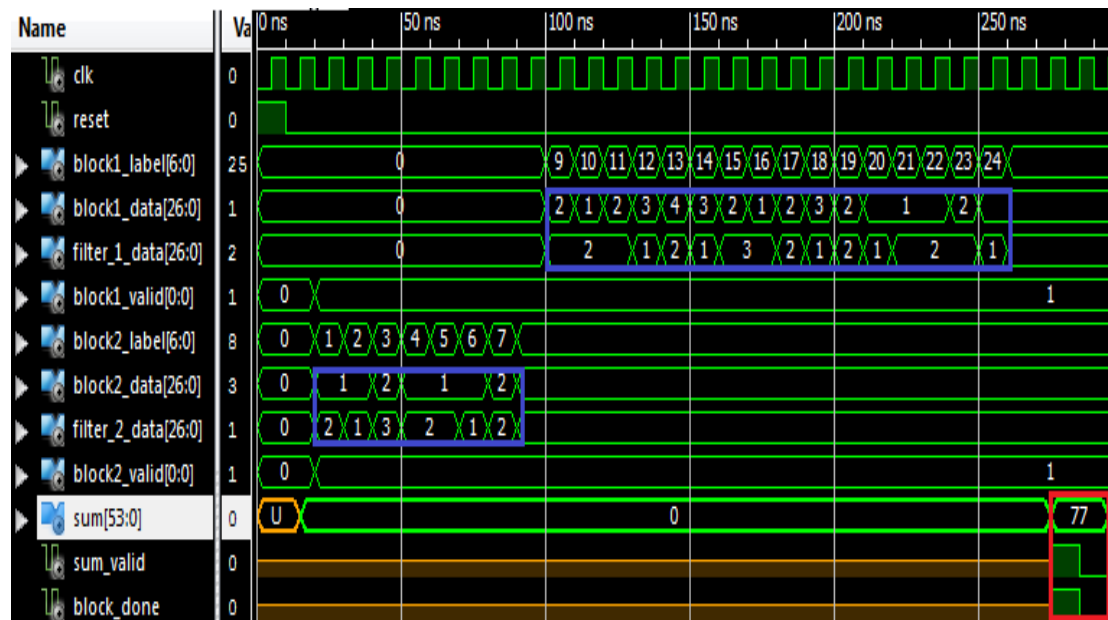 Name Va 0 ns 50 ns 100 ns 150 ns 200 ns 250 ns
clk 0
reset 0
block1_label[6:0] 25 0 9 10 11 12 13 14 15 16 17 18 19 20 21 22 23 24
block1_data[26:0] 1 0 2 1 2 3 4 3 2 1 2 3 2 1 2
filter_1_data[26:0] 2 0 2 1 2 1 3 2 1 2 1 2 1
block1_valid[0:0] 1 0 1
block2_label[6:0] 8 0 1 2 3 4 5 6 7
block2_data[26:0] 3 0 1 2 1 2
filter_2_data[26:0] 1 0 2 1 3 2 1 2
block2_valid[0:0] 1 0 1
sum[53:0] 0 U 0 77
sum_valid 0
block_done 0